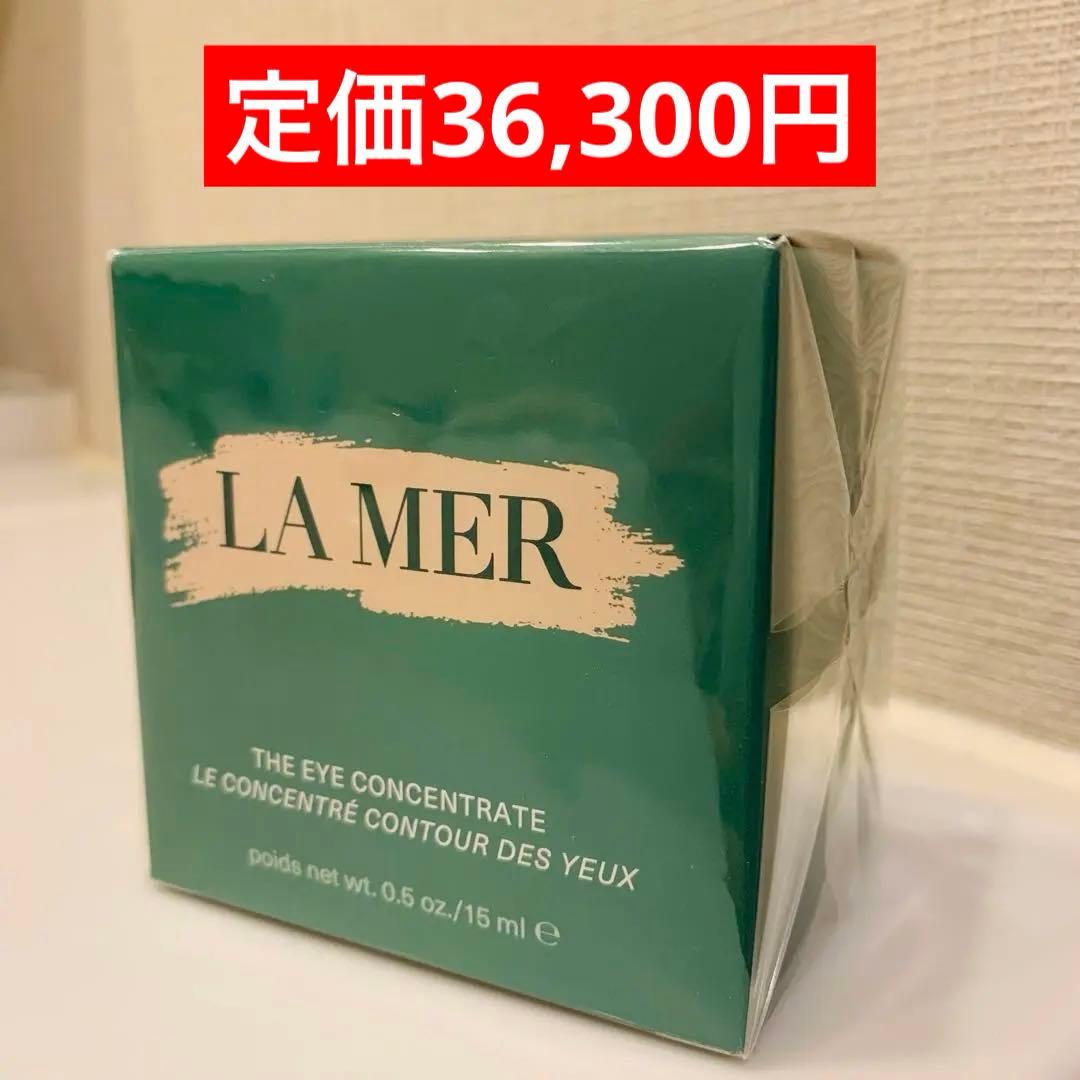 定価36,300円
LA MER
THE EYE CONCENTRATE
LE CONCENTRÉ CONTOUR DES YEUX
poids net wt. 0.5 oz./15 ml ℮